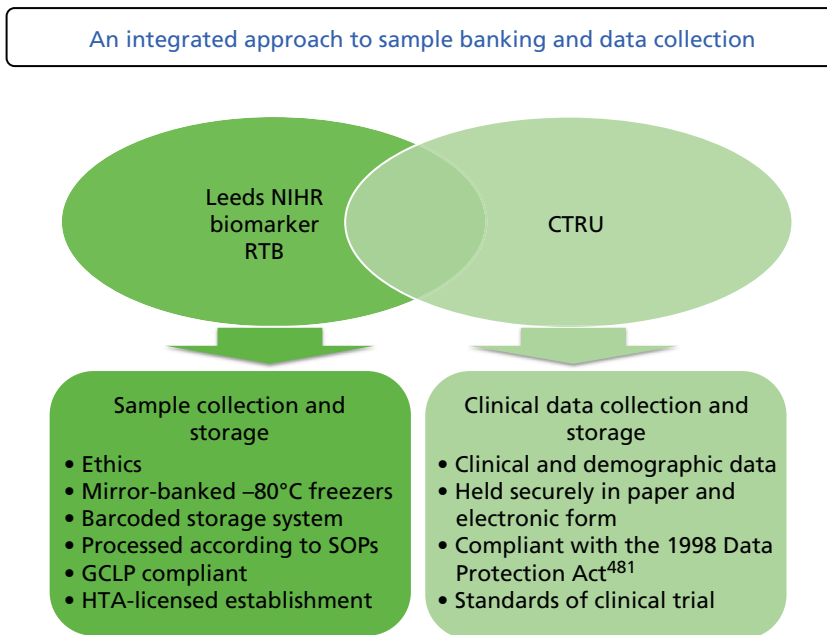 An integrated approach to sample banking and data collection
Leeds NIHR
biomarker
RTB
CTRU
Sample collection and
storage
• Ethics
• Mirror-banked –80°C freezers
• Barcoded storage system
• Processed according to SOPs
• GCLP compliant
• HTA-licensed establishment
Clinical data collection and
storage
• Clinical and demographic data
• Held securely in paper and
electronic form
• Compliant with the 1998 Data
Protection Act481
• Standards of clinical trial